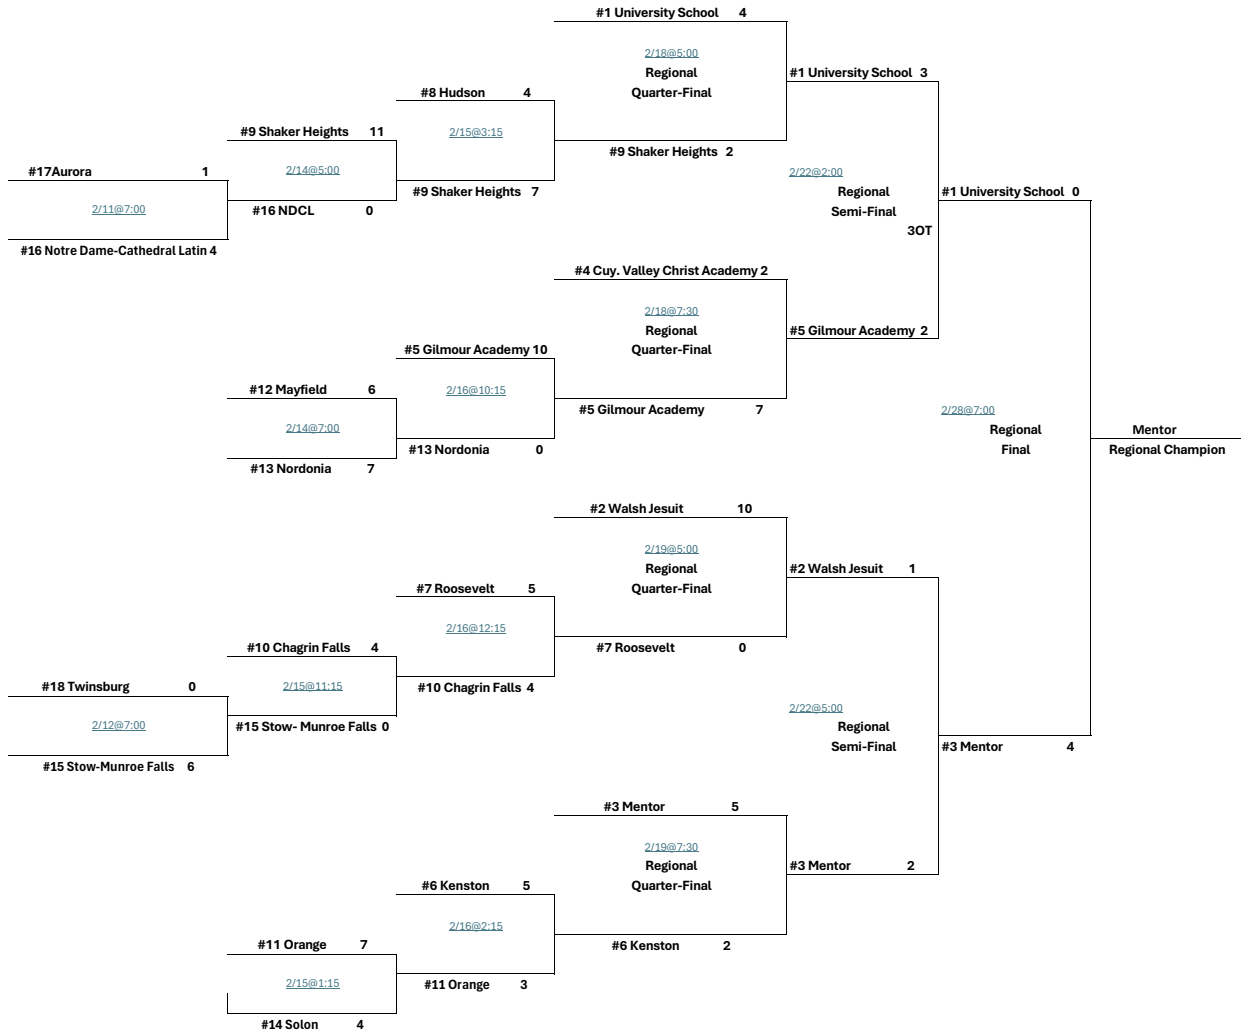 #1 University School 4
2/18@5:00
Regional
Quarter-Final
#1 University School 3
#8 Hudson 4
2/15@3:15
#9 Shaker Heights 11
2/14@5:00
#9 Shaker Heights 2
#17Aurora 1
2/11@7:00
#9 Shaker Heights 7
#16 NDCL 0
#16 Notre Dame-Cathedral Latin 4
2/22@2:00
Regional
Semi-Final
3OT
#1 University School 0
#4 Cuy. Valley Christ Academy 2
2/18@7:30
Regional
Quarter-Final
#5 Gilmour Academy 2
#5 Gilmour Academy 10
2/16@10:15
#12 Mayfield 6
2/14@7:00
#5 Gilmour Academy 7
#13 Nordonia 0
#13 Nordonia 7
2/28@7:00
Regional
Final
Mentor
Regional Champion
#2 Walsh Jesuit 10
2/19@5:00
Regional
Quarter-Final
#2 Walsh Jesuit 1
#7 Roosevelt 5
2/16@12:15
#7 Roosevelt 0
#10 Chagrin Falls 4
2/15@11:15
#10 Chagrin Falls 4
#18 Twinsburg 0
2/12@7:00
#15 Stow- Munroe Falls 0
#15 Stow-Munroe Falls 6
2/22@5:00
Regional
Semi-Final
#3 Mentor 4
#3 Mentor 5
2/19@7:30
Regional
Quarter-Final
#3 Mentor 2
#6 Kenston 5
2/16@2:15
#6 Kenston 2
#11 Orange 7
2/15@1:15
#11 Orange 3
#14 Solon 4